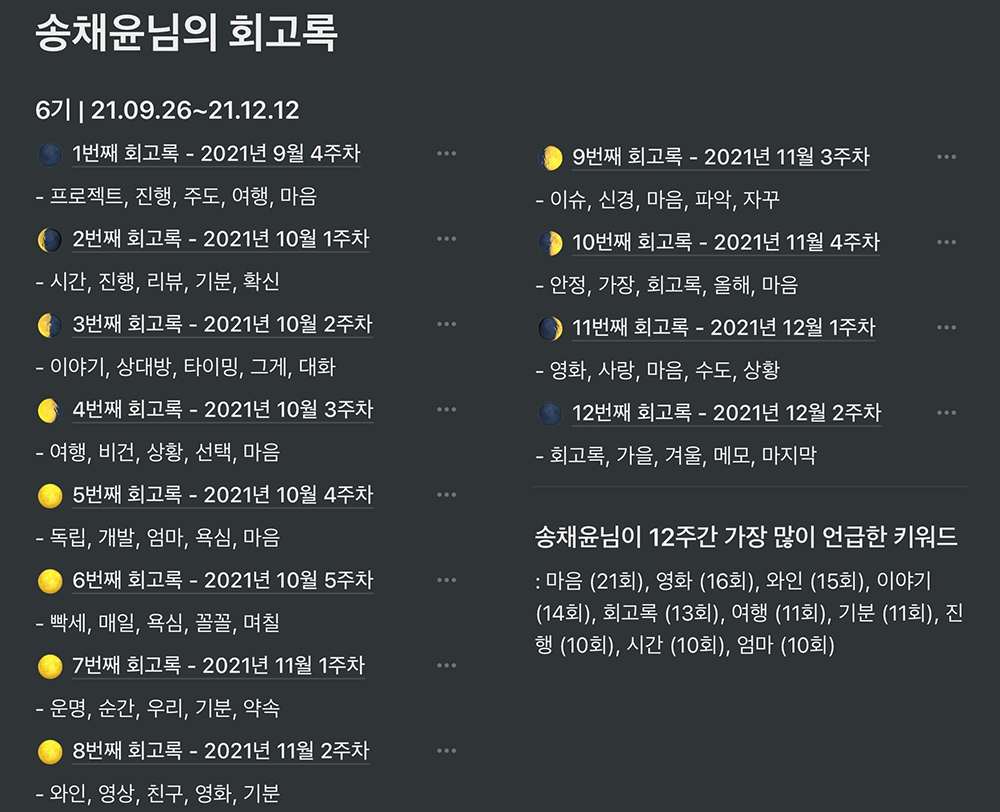 송채윤님의 회고록
6기 | 21.09.26~21.12.12
1번째 회고록 - 2021년 9월 4주차
- 프로젝트, 진행, 주도, 여행, 마음
2번째 회고록 - 2021년 10월 1주차
- 시간, 진행, 리뷰, 기분, 확신
3번째 회고록 - 2021년 10월 2주차
- 이야기, 상대방, 타이밍, 그게, 대화
4번째 회고록 - 2021년 10월 3주차
- 여행, 비건, 상황, 선택, 마음
5번째 회고록 - 2021년 10월 4주차
- 독립, 개발, 엄마, 욕심, 마음
6번째 회고록 - 2021년 10월 5주차
- 빡세, 매일, 욕심, 꼴꼴, 며칠
7번째 회고록 - 2021년 11월 1주차
- 운명, 순간, 우리, 기분, 약속
8번째 회고록 - 2021년 11월 2주차
- 와인, 영상, 친구, 영화, 기분
9번째 회고록 - 2021년 11월 3주차
- 이슈, 신경, 마음, 파악, 자꾸
10번째 회고록 - 2021년 11월 4주차
- 안정, 가장, 회고록, 올해, 마음
11번째 회고록 - 2021년 12월 1주차
- 영화, 사랑, 마음, 수도, 상황
12번째 회고록 - 2021년 12월 2주차
- 회고록, 가을, 겨울, 메모, 마지막
송채윤님이 12주간 가장 많이 언급한 키워드
: 마음 (21회), 영화 (16회), 와인 (15회), 이야기
(14회), 회고록 (13회), 여행 (11회), 기분 (11회), 진
행 (10회), 시간 (10회), 엄마 (10회)